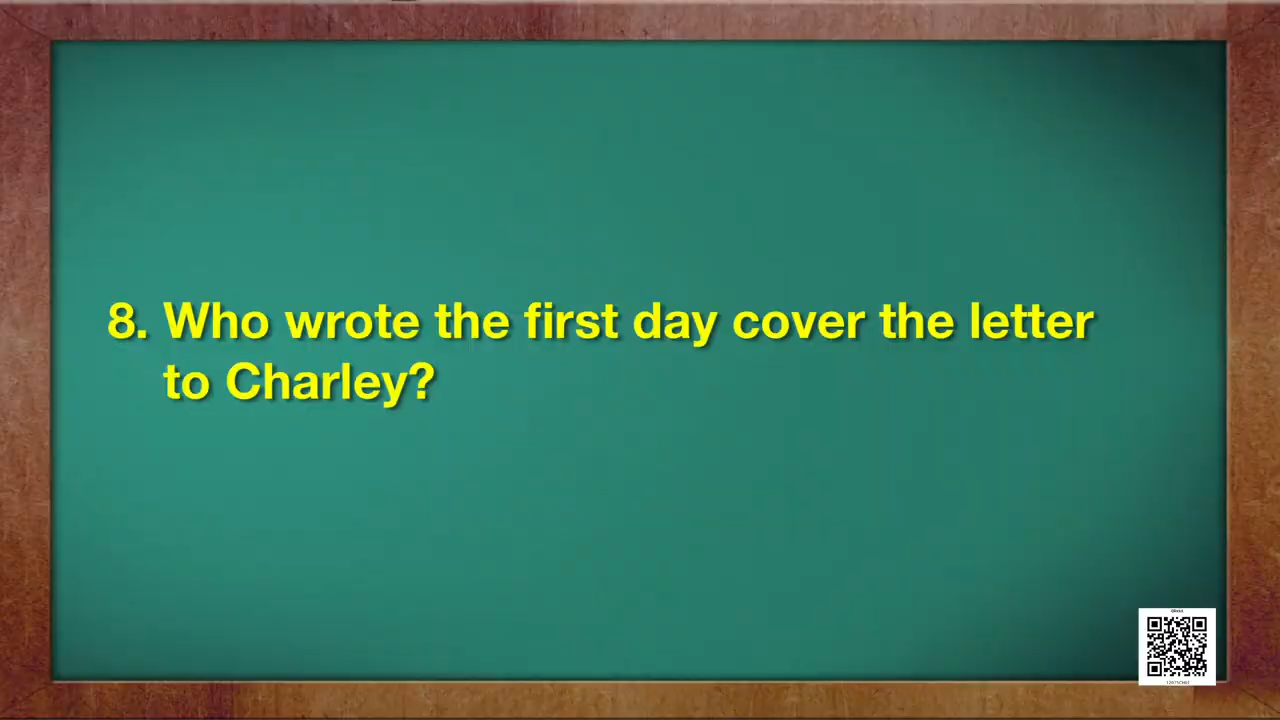 8. Who wrote the first day cover the letter
to Charley?